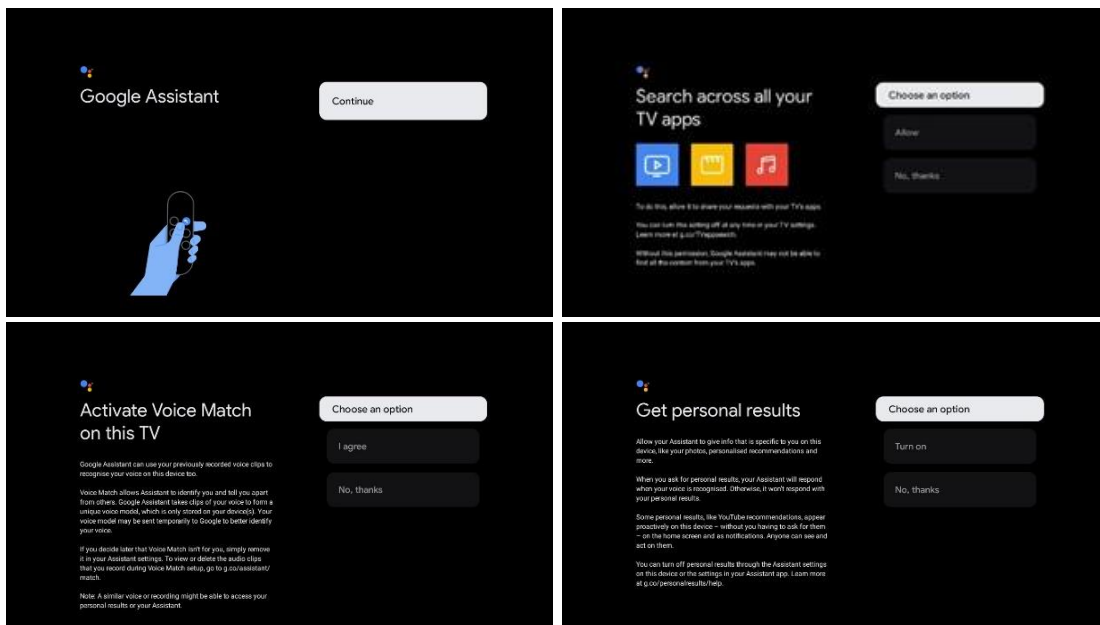 Google Assistant
Continue
Search across all your
TV apps
To do this, allow it to share your requests with your TV's apps.
You can turn this setting off at any time in your TV settings.
Learn more at g.co/TVappsearch.
Without this permission, Google Assistant may not be able to
find all the content from your TV's apps.
Choose an option
Allow
No, thanks
Activate Voice Match
on this TV
Google Assistant can use your previously recorded voice clips to
recognise your voice on this device too.
Voice Match allows Assistant to identify you and tell you apart
from others. Google Assistant takes clips of your voice to form a
unique voice model, which is only stored on your device(s). Your
voice model may be sent temporarily to Google to better identify
your voice.
If you decide later that Voice Match isn't for you, simply remove
it in your Assistant settings. To view or delete the audio clips
that you record during Voice Match setup, go to g.co/assistant/
match.
Note: A similar voice or recording might be able to access your
personal results or your Assistant.
Choose an option
I agree
No, thanks
Get personal results
Allow your Assistant to give info that is specific to you on this
device, like your photos, personalised recommendations and
more.
When you ask for personal results, your Assistant will respond
when your voice is recognised. Otherwise, it won't respond with
your personal results.
Some personal results, like YouTube recommendations, appear
proactively on this device – without you having to ask for them
– on the home screen and as notifications. Anyone can see and
act on them.
You can turn off personal results through the Assistant settings
on this device or the settings in your Assistant app. Learn more
at g.co/personalresults/help.
Choose an option
Turn on
No, thanks